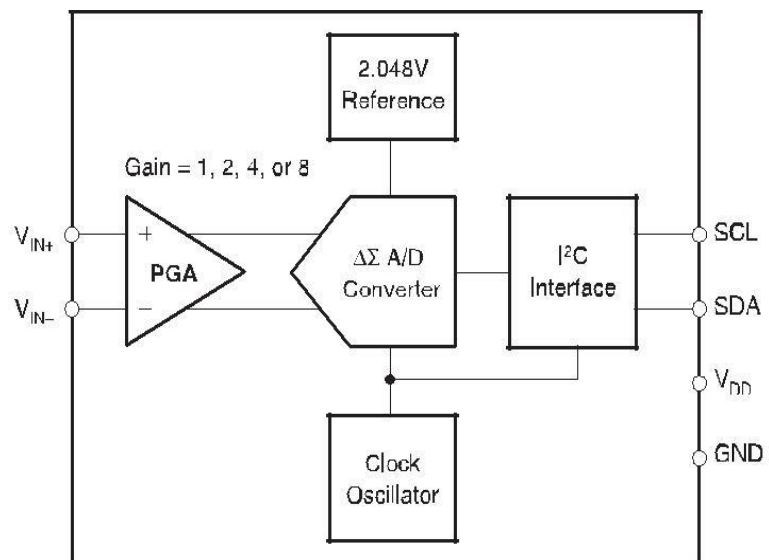 2.048V
Reference
Gain = 1, 2, 4, or 8
V_IN+
+
PGA
V_IN−
−
ΔΣ A/D
Converter
I²C
Interface
SCL
SDA
V_DD
GND
Clock
Oscillator